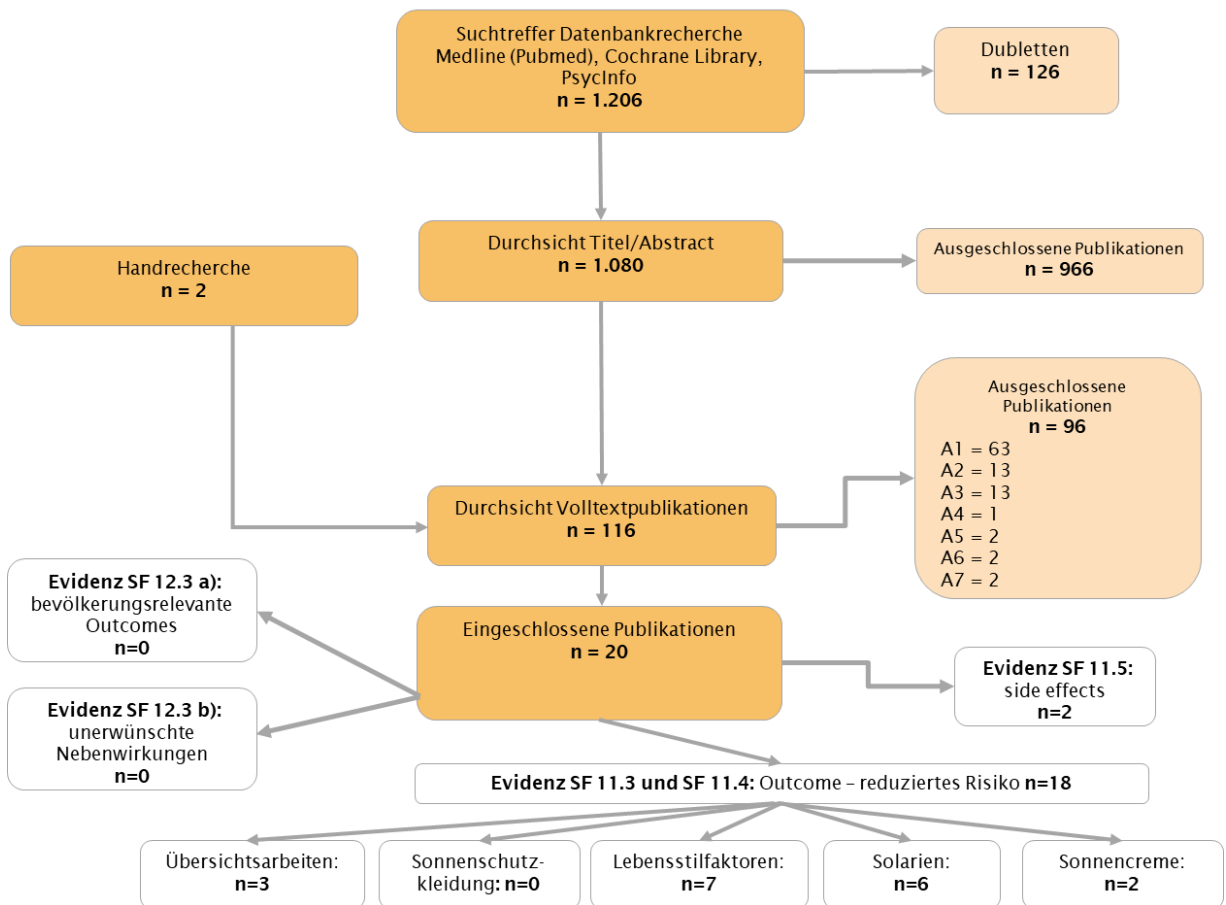 Suchtreffer Datenbankrecherche
Medline (Pubmed), Cochrane Library,
PsycInfo
n = 1.206
Dubletten
n = 126
Durchsicht Titel/Abstract
n = 1.080
Ausgeschlossene Publikationen
n = 966
Handrecherche
n = 2
Ausgeschlossene
Publikationen
n = 96
A1 = 63
A2 = 13
A3 = 13
A4 = 1
A5 = 2
A6 = 2
A7 = 2
Durchsicht Volltextpublikationen
n = 116
Evidenz SF 12.3 a):
bevölkerungsrelevante
Outcomes
n=0
Eingeschlossene Publikationen
n = 20
Evidenz SF 11.5:
side effects
n=2
Evidenz SF 12.3 b):
unerwünschte
Nebenwirkungen
n=0
Evidenz SF 11.3 und SF 11.4: Outcome – reduziertes Risiko n=18
Übersichtsarbeiten:
n=3
Sonnenschutz-
kleidung: n=0
Lebensstilfaktoren:
n=7
Solarien:
n=6
Sonnencreme:
n=2